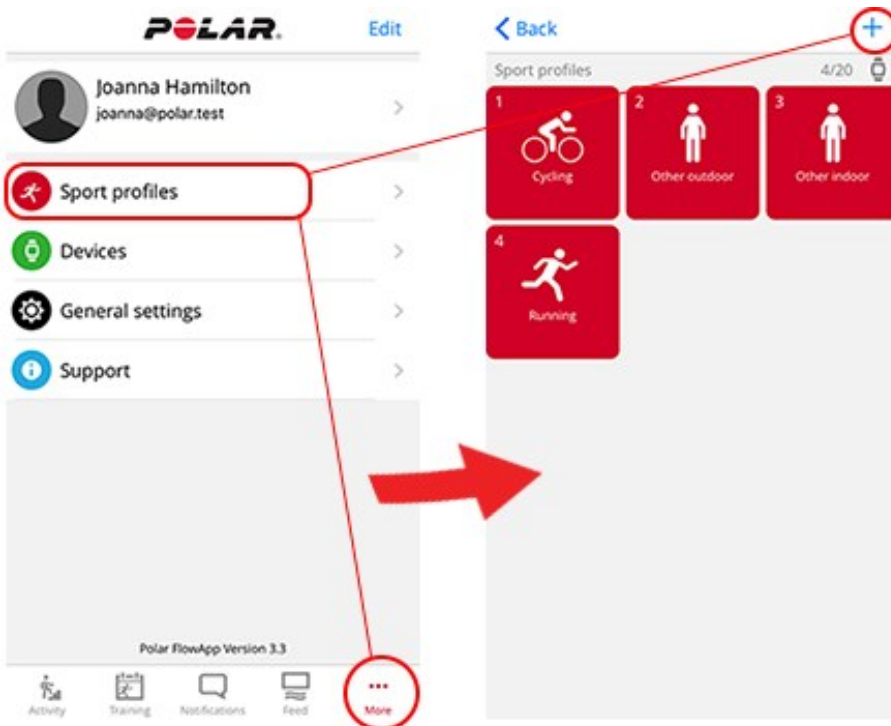 POLAR.
Edit
Joanna Hamilton
joanna@polar.test
Sport profiles
Devices
General settings
Support
Polar FlowApp Version 3.3
Activity
Training
Notifications
Feed
More
Back
Sport profiles
4/20
1
Cycling
2
Other outdoor
3
Other indoor
4
Running